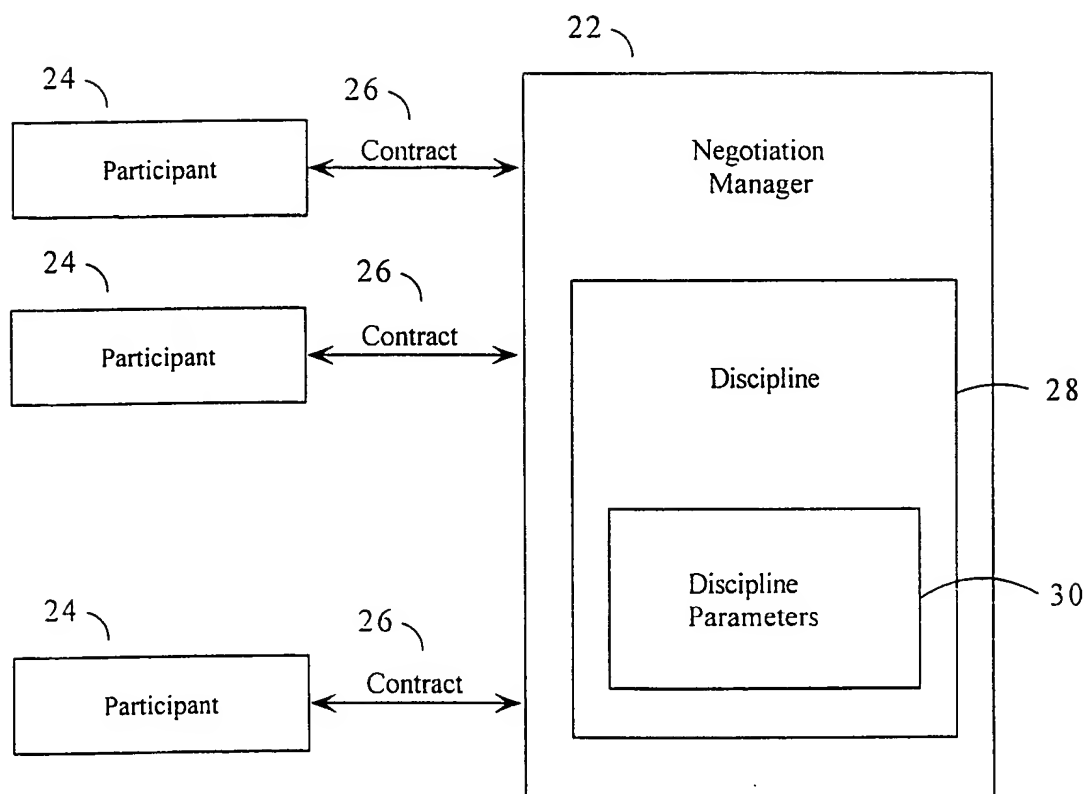 22
24
26
Participant
Contract
Negotiation
Manager
24
26
Participant
Contract
Discipline
28
Discipline
Parameters
30
24
26
Participant
Contract